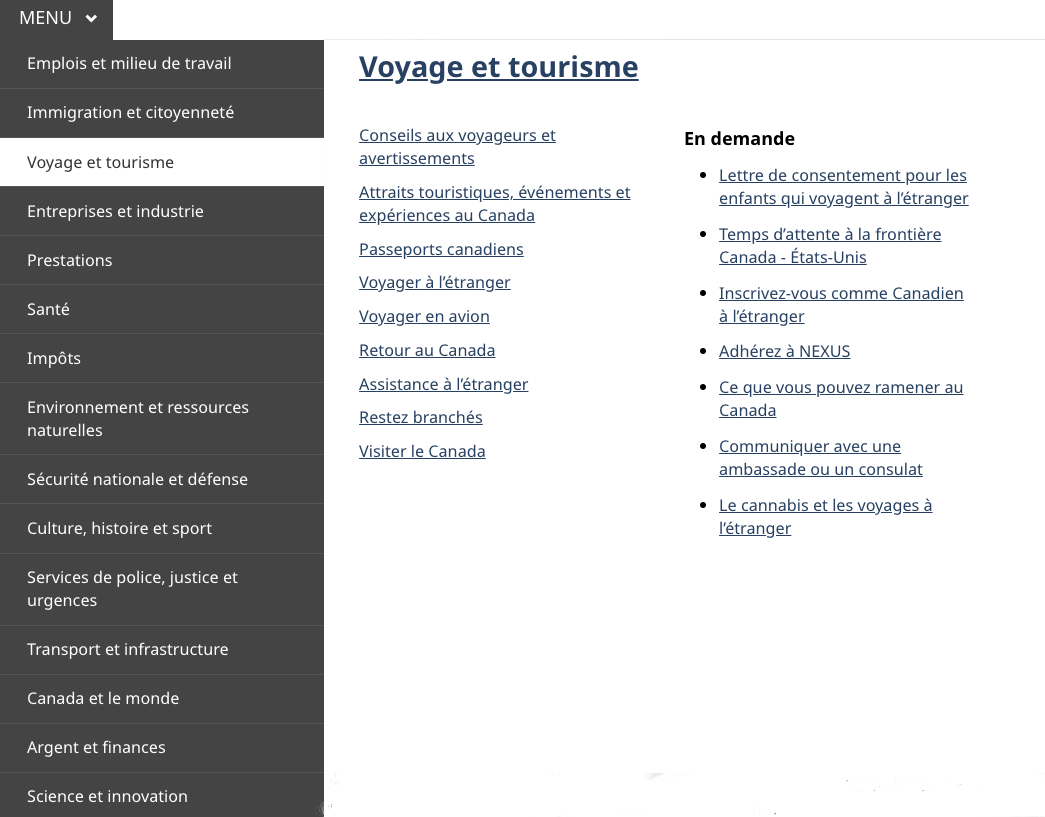 MENU
Emplois et milieu de travail
Immigration et citoyenneté
Voyage et tourisme
Entreprises et industrie
Prestations
Santé
Impôts
Environnement et ressources
naturelles
Sécurité nationale et défense
Culture, histoire et sport
Services de police, justice et
urgences
Transport et infrastructure
Canada et le monde
Argent et finances
Science et innovation
Voyage et tourisme
Conseils aux voyageurs et
avertissements
Attraits touristiques, événements et
expériences au Canada
Passeports canadiens
Voyager à l’étranger
Voyager en avion
Retour au Canada
Assistance à l’étranger
Restez branchés
Visiter le Canada
En demande
Lettre de consentement pour les
enfants qui voyagent à l’étranger
Temps d’attente à la frontière
Canada - États-Unis
Inscrivez-vous comme Canadien
à l’étranger
Adhérez à NEXUS
Ce que vous pouvez ramener au
Canada
Communiquer avec une
ambassade ou un consulat
Le cannabis et les voyages à
l’étranger